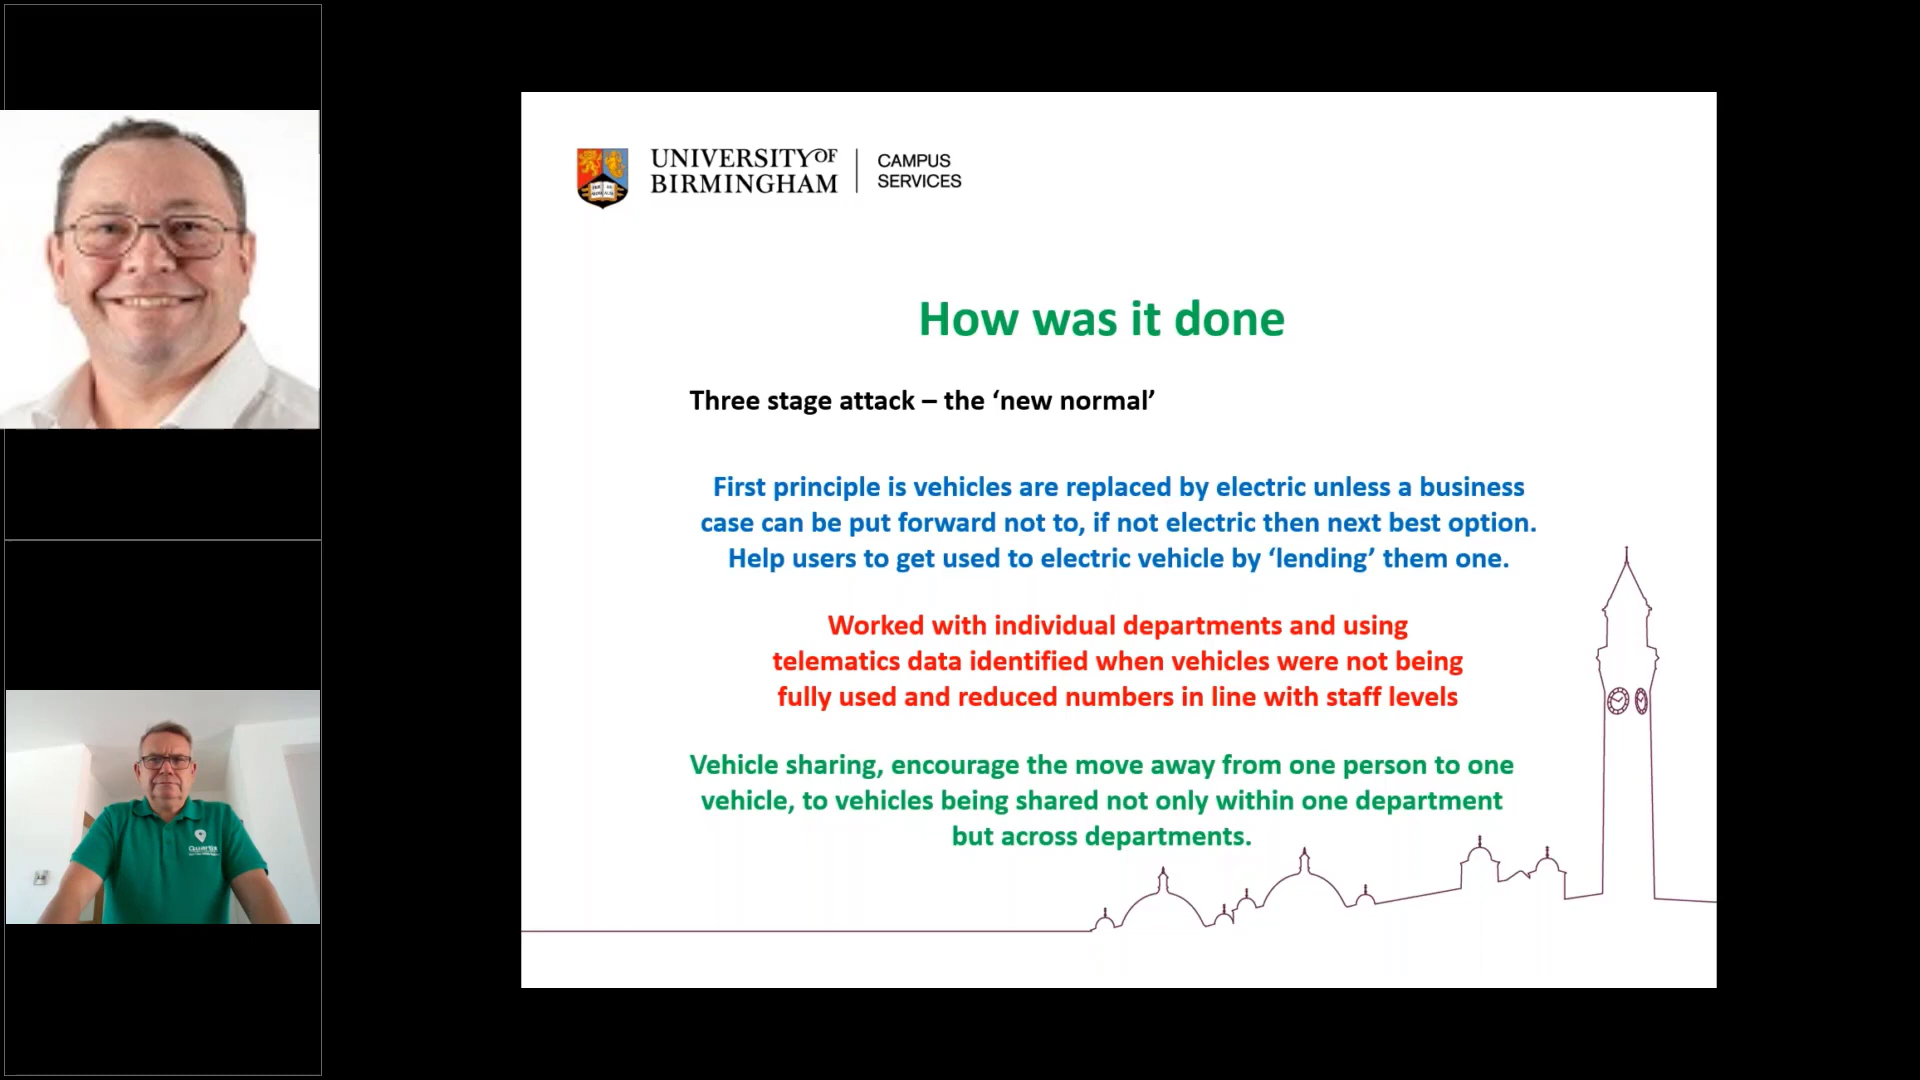 UNIVERSITY OF
BIRMINGHAM
CAMPUS
SERVICES
How was it done
Three stage attack – the ‘new normal’
First principle is vehicles are replaced by electric unless a business
case can be put forward not to, if not electric then next best option.
Help users to get used to electric vehicle by ‘lending’ them one.
Worked with individual departments and using
telematics data identified when vehicles were not being
fully used and reduced numbers in line with staff levels
Vehicle sharing, encourage the move away from one person to one
vehicle, to vehicles being shared not only within one department
but across departments.
Quartix